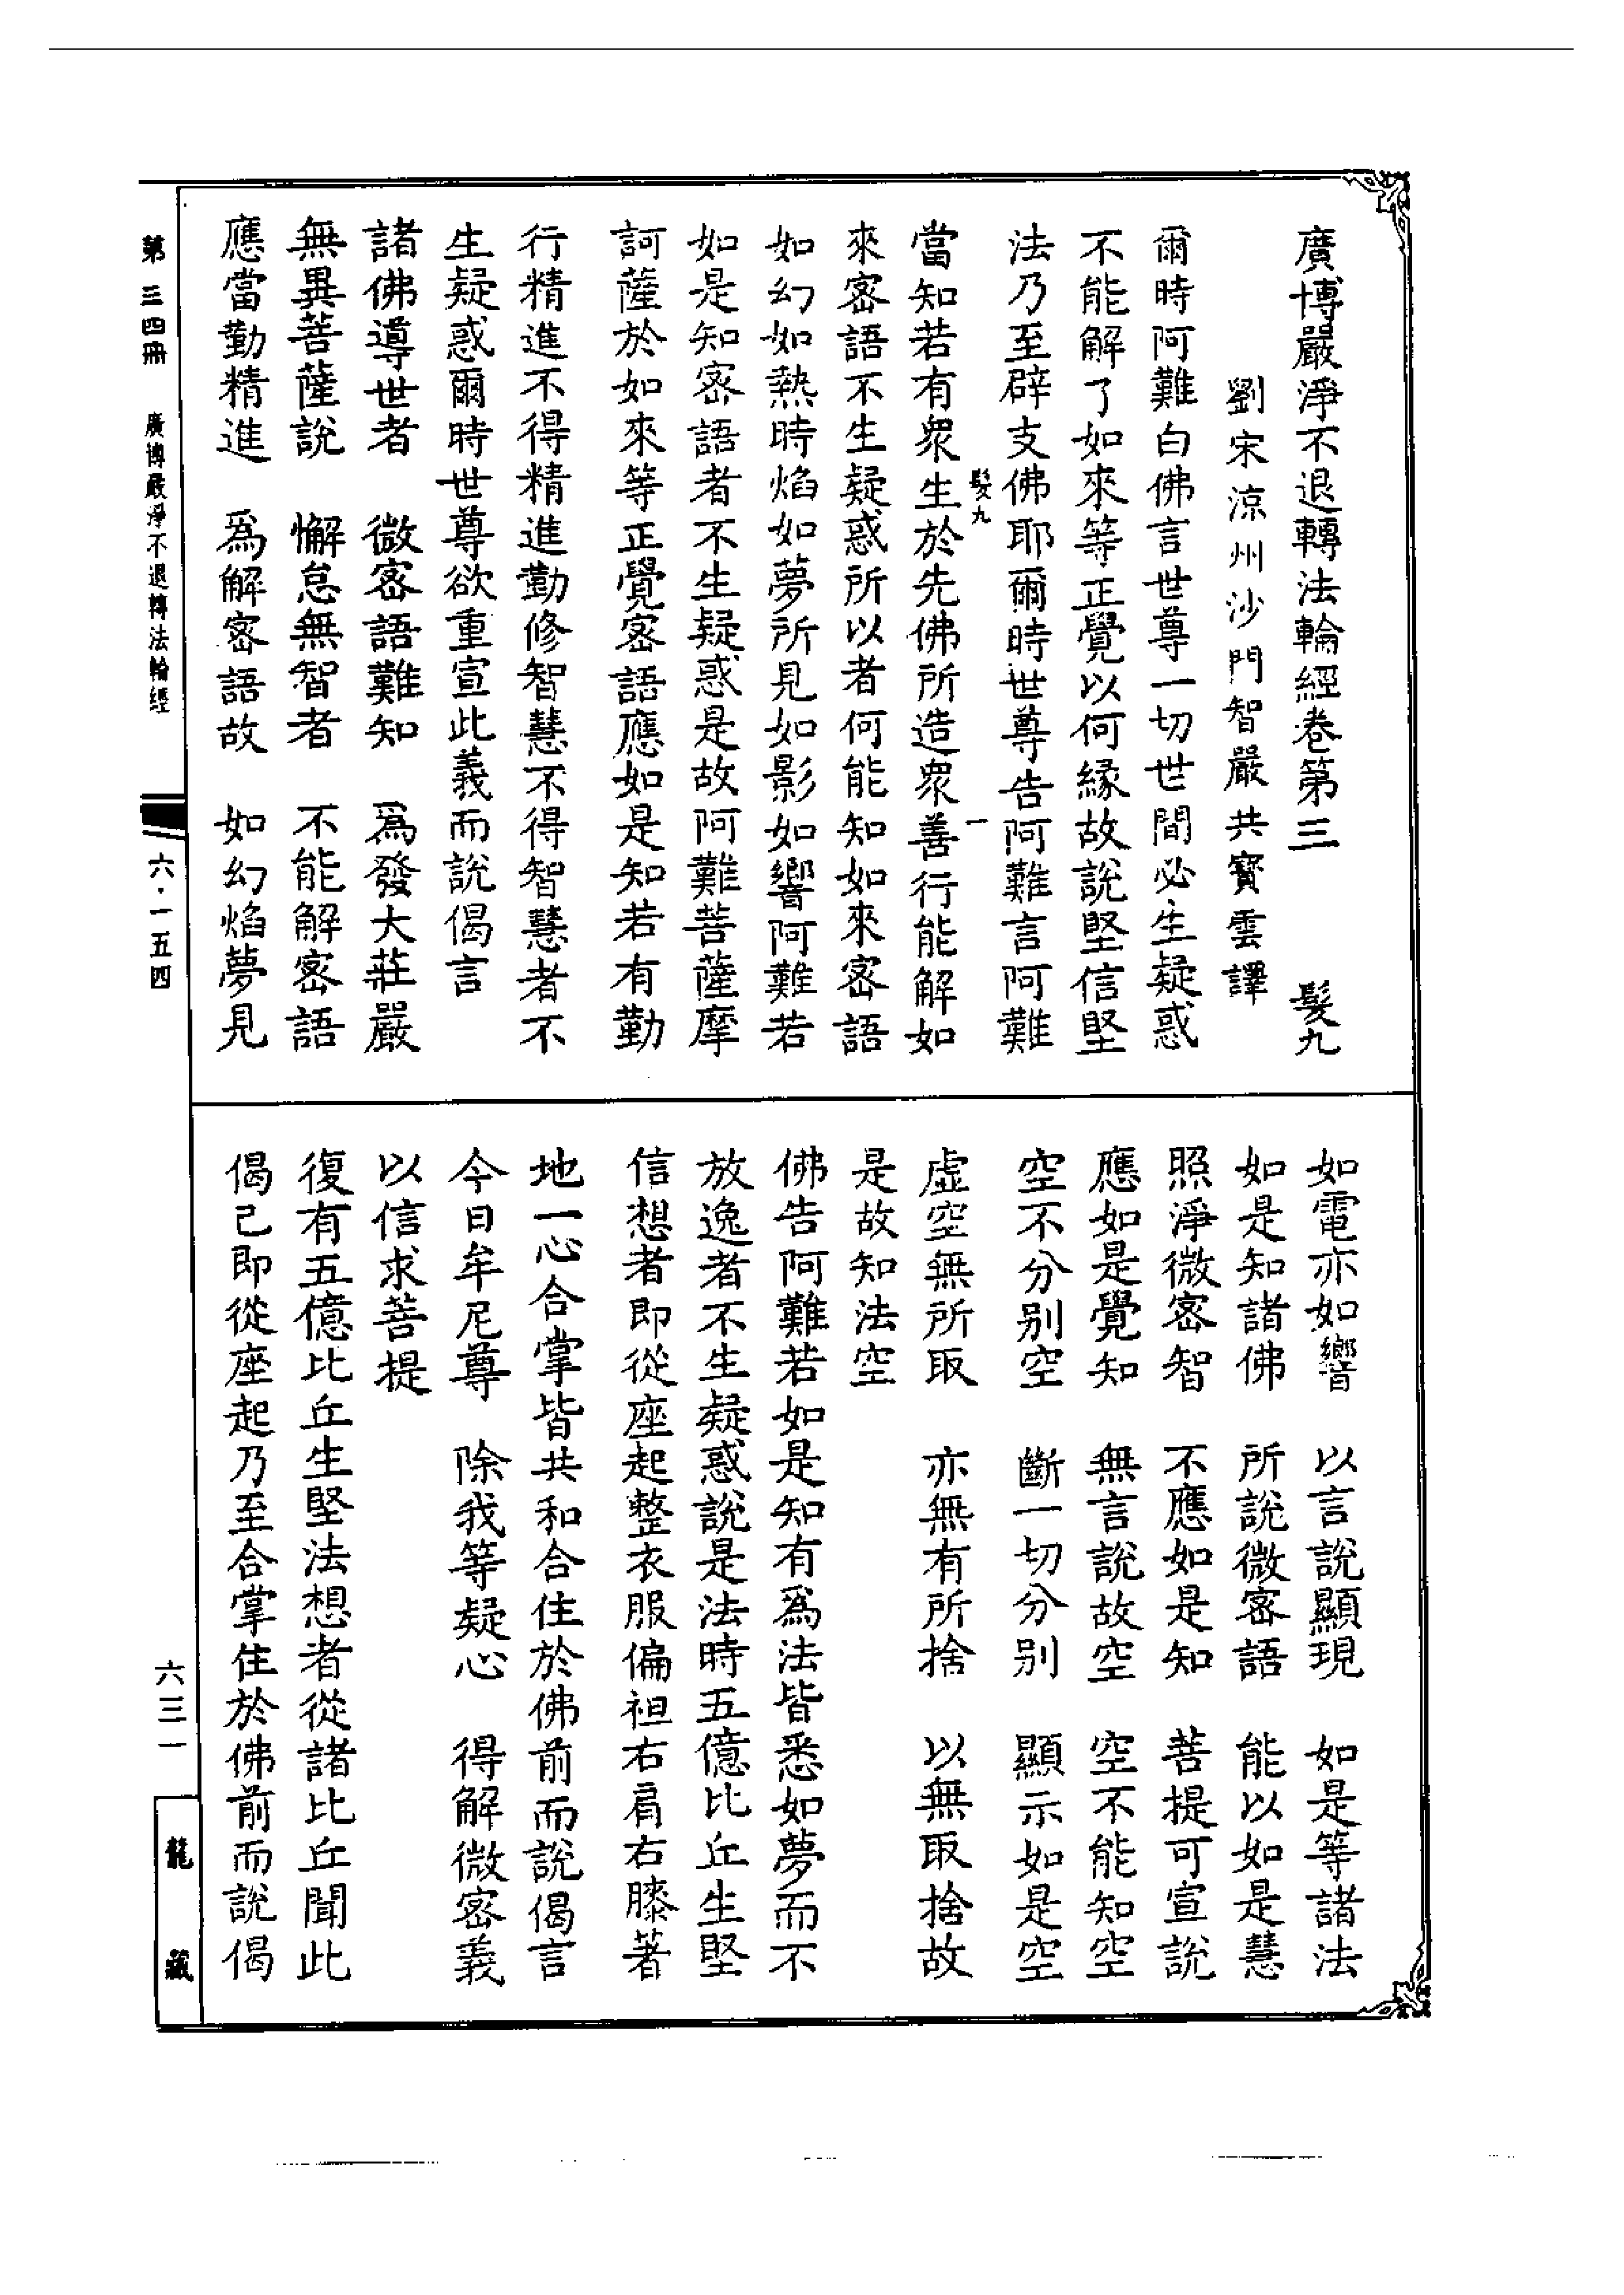 廣博嚴淨不退轉法輪經卷第三　髮九
劉宋涼州沙門智嚴共寶雲譯
爾時阿難白佛言世尊一切世間必生疑惑
不能解了如來等正覺以何緣故說堅信堅
法乃至辟支佛耶爾時世尊告阿難言阿難
髮九　一
當知若有衆生於先佛所造衆善行能解如
來密語不生疑惑所以者何能知如來密語
如幻如熱時焰如夢所見如影如響阿難若
如是知密語者不生疑惑是故阿難菩薩摩
訶薩於如來等正覺密語應如是知若有勤
行精進不得精進勤修智慧不得智慧者不
生疑惑爾時世尊欲重宣此義而說偈言
諸佛導世者　微密語難知　爲發大莊嚴
無異菩薩說　懈怠無智者　不能解密語
應當勤精進　爲解密語故　如幻焰夢見
如電亦如響　以言說顯現　如是等諸法
如是知諸佛　所說微密語　能以如是慧
照淨微密智　不應如是知　菩提可宣說
應如是覺知　無言說故空　空不能知空
空不分别空　斷一切分别　顯示如是空
虛空無所取　亦無有所捨　以無取捨故
是故知法空
佛告阿難若如是知有爲法皆悉如夢而不
放逸者不生疑惑說是法時五億比丘生堅
信想者即從座起整衣服偏袒右肩右膝著
地一心合掌皆共和合住於佛前而說偈言
今日牟尼尊　除我等疑心　得解微密義
以信求菩提
復有五億比丘生堅法想者從諸比丘聞此
偈已即從座起乃至合掌住於佛前而說偈
第三四冊　廣博嚴淨不退轉法輪經
六·一五四
六三一
龍藏